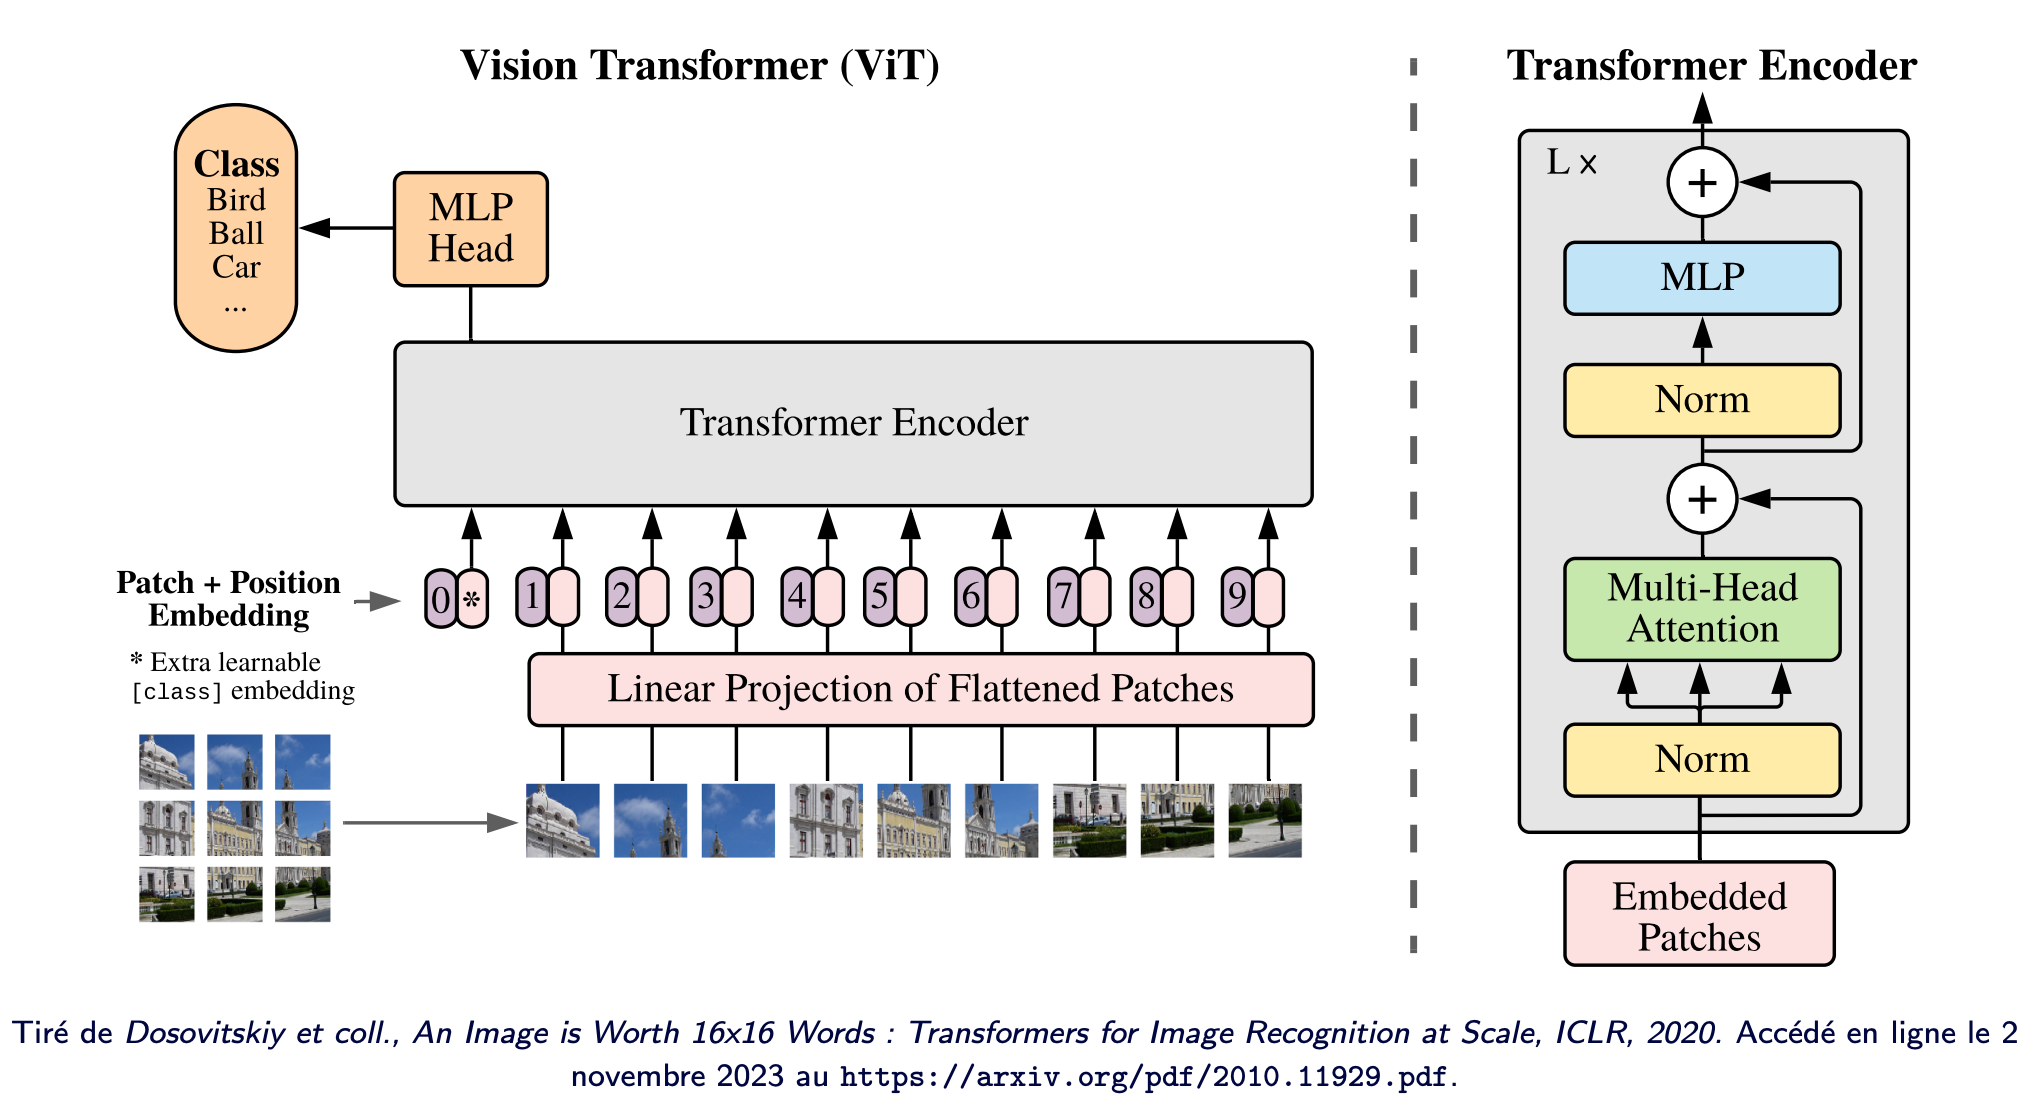 Vision Transformer (ViT)
Class
Bird
Ball
Car
...
MLP
Head
Transformer Encoder
Patch + Position
Embedding
* Extra learnable
[class] embedding
0 * 1 2 3 4 5 6 7 8 9
Linear Projection of Flattened Patches
Transformer Encoder
L ×
+
MLP
Norm
+
Multi-Head
Attention
Norm
Embedded
Patches
Tiré de Dosovitskiy et coll., An Image is Worth 16x16 Words : Transformers for Image Recognition at Scale, ICLR, 2020. Accédé en ligne le 2
novembre 2023 au https://arxiv.org/pdf/2010.11929.pdf.